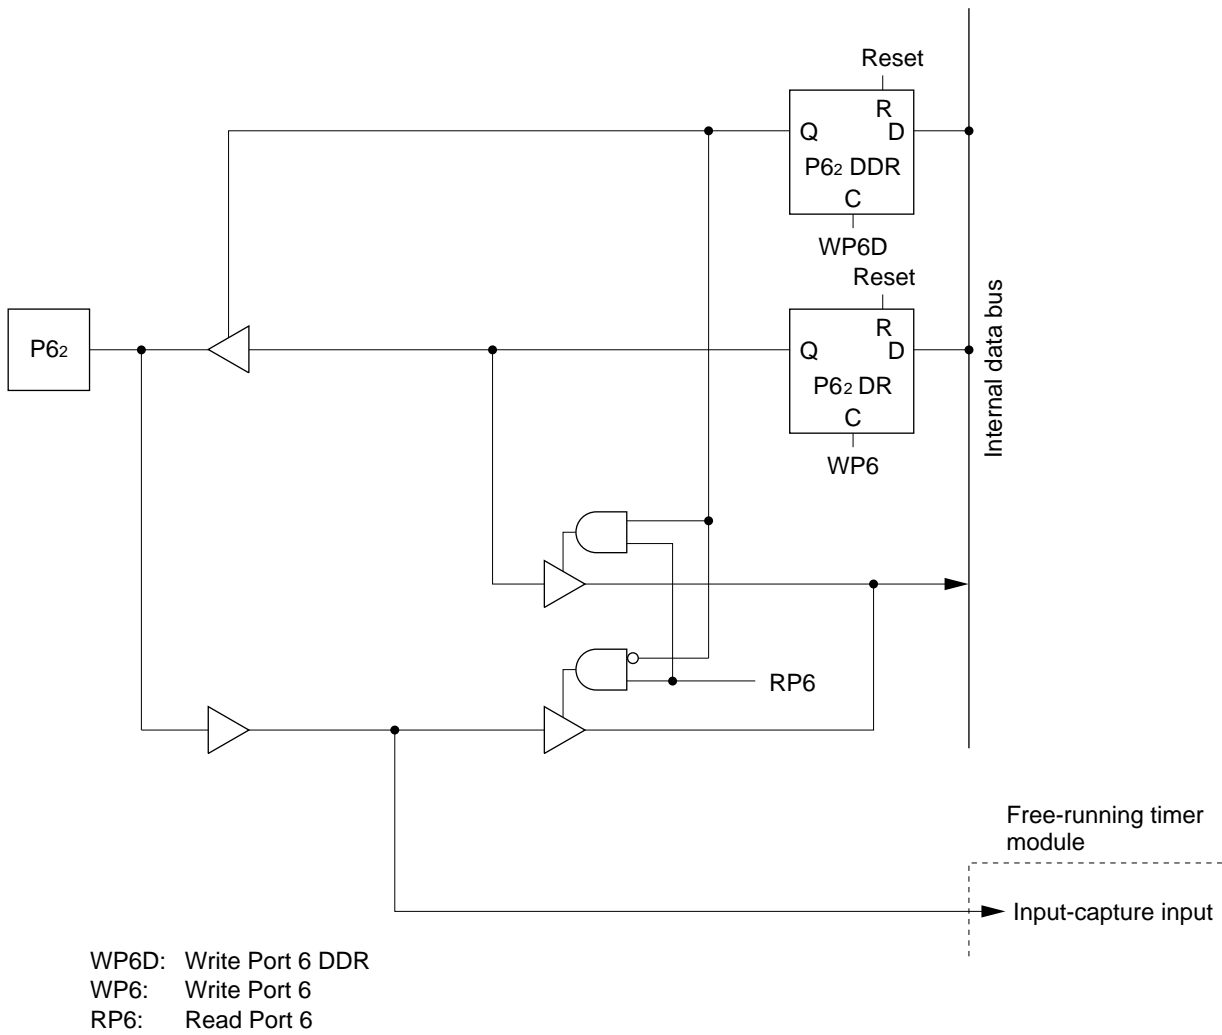 Reset
R
Q D
P6₂ DDR
C
WP6D
Reset
R
Q D
P6₂ DR
C
WP6
P6₂
Internal data bus
RP6
Free-running timer
module
Input-capture input
WP6D: Write Port 6 DDR
WP6: Write Port 6
RP6: Read Port 6